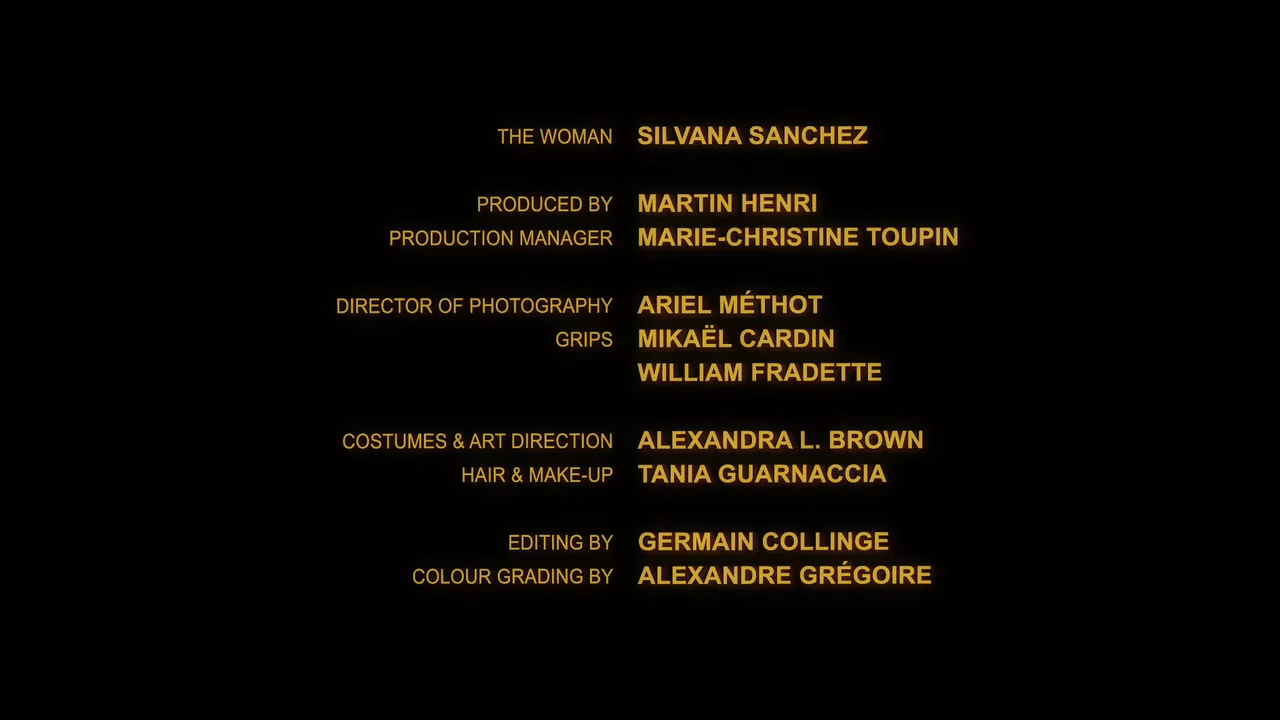 THE WOMAN SILVANA SANCHEZ
PRODUCED BY MARTIN HENRI
PRODUCTION MANAGER MARIE-CHRISTINE TOUPIN
DIRECTOR OF PHOTOGRAPHY ARIEL MÉTHOT
GRIPS MIKAËL CARDIN
WILLIAM FRADETTE
COSTUMES & ART DIRECTION ALEXANDRA L. BROWN
HAIR & MAKE-UP TANIA GUARNACCIA
EDITING BY GERMAIN COLLINGE
COLOUR GRADING BY ALEXANDRE GRÉGOIRE